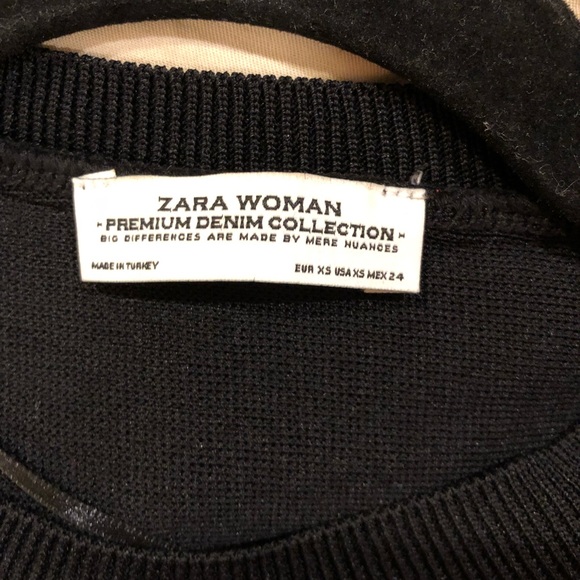 ZARA WOMAN
- PREMIUM DENIM COLLECTION -
BIG DIFFERENCES ARE MADE BY MERE NUANCES
MADE IN TURKEY
EUR XS USA XS MEX 24